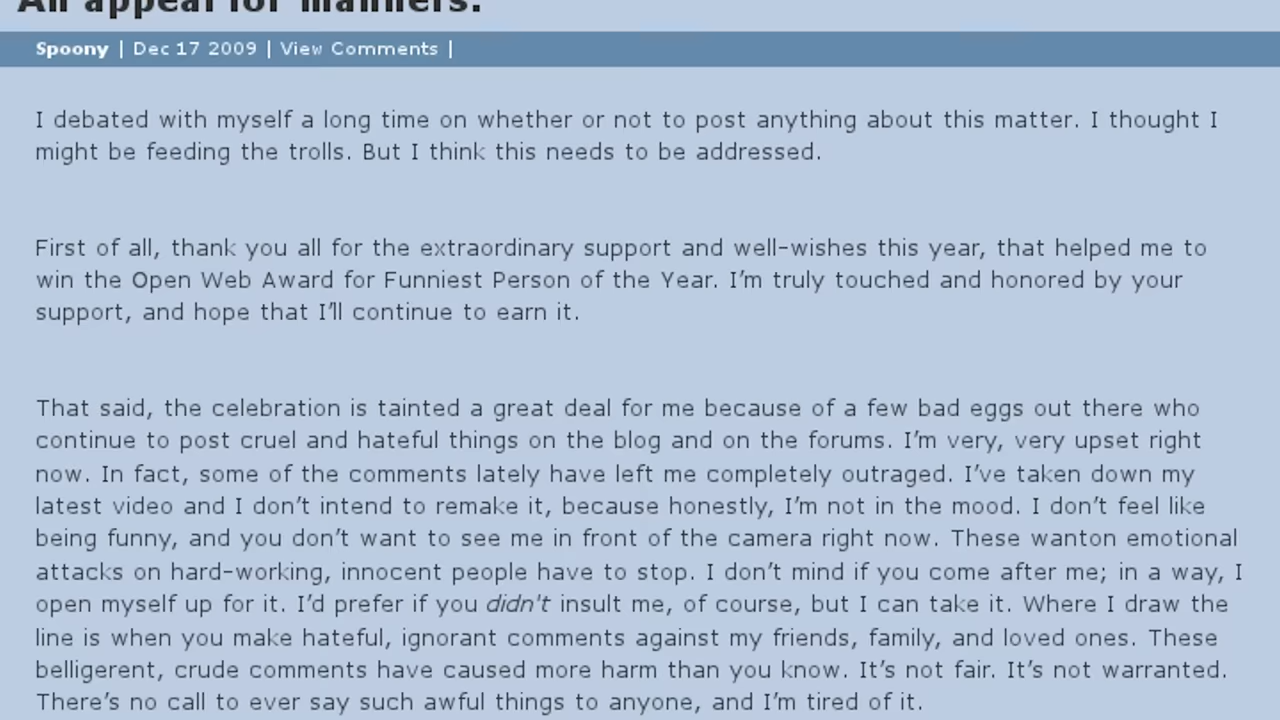 An appeal for manners.
Spoony | Dec 17 2009 | View Comments |
I debated with myself a long time on whether or not to post anything about this matter. I thought I
might be feeding the trolls. But I think this needs to be addressed.
First of all, thank you all for the extraordinary support and well-wishes this year, that helped me to
win the Open Web Award for Funniest Person of the Year. I’m truly touched and honored by your
support, and hope that I’ll continue to earn it.
That said, the celebration is tainted a great deal for me because of a few bad eggs out there who
continue to post cruel and hateful things on the blog and on the forums. I’m very, very upset right
now. In fact, some of the comments lately have left me completely outraged. I’ve taken down my
latest video and I don’t intend to remake it, because honestly, I’m not in the mood. I don’t feel like
being funny, and you don’t want to see me in front of the camera right now. These wanton emotional
attacks on hard-working, innocent people have to stop. I don’t mind if you come after me; in a way, I
open myself up for it. I’d prefer if you didn't insult me, of course, but I can take it. Where I draw the
line is when you make hateful, ignorant comments against my friends, family, and loved ones. These
belligerent, crude comments have caused more harm than you know. It’s not fair. It’s not warranted.
There’s no call to ever say such awful things to anyone, and I’m tired of it.